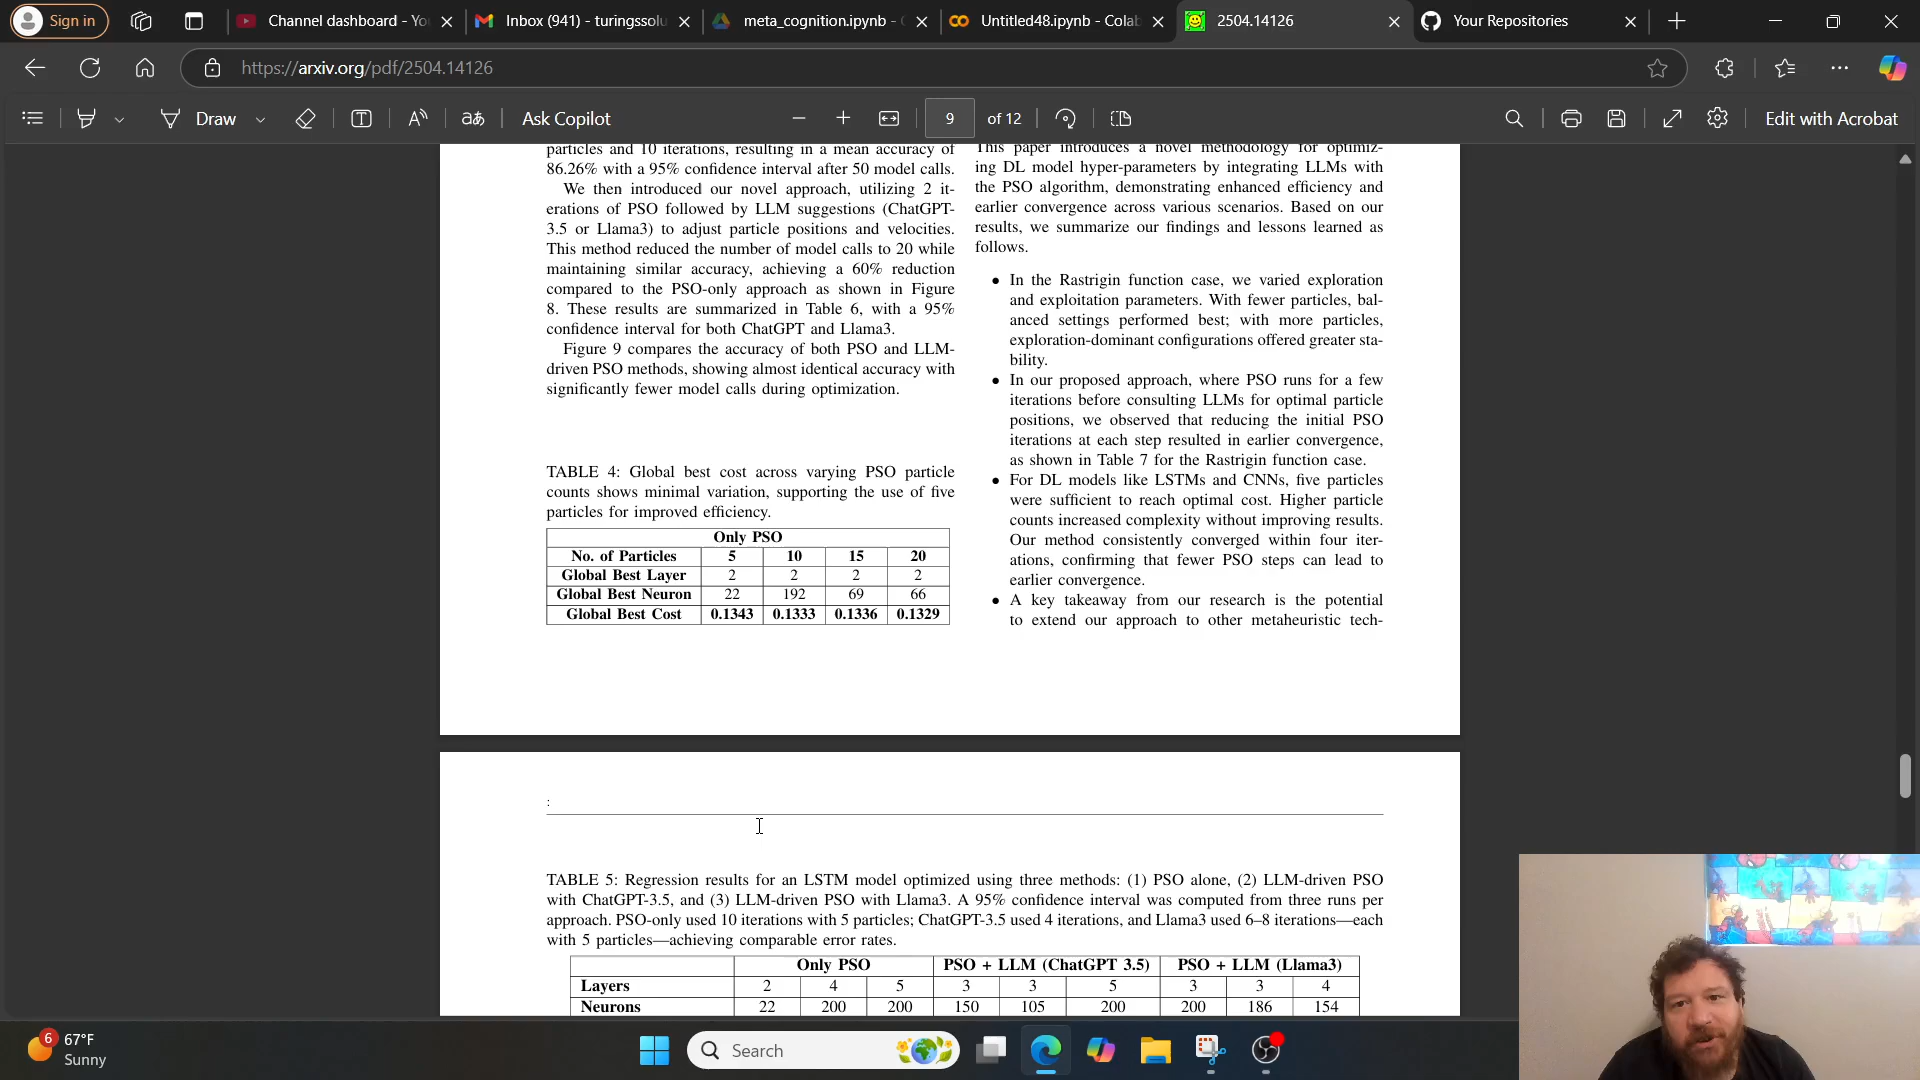 Sign in
Channel dashboard - Yo
Inbox (941) - turingssolu
meta_cognition.ipynb -
Untitled48.ipynb - Colab
2504.14126
Your Repositories
https://arxiv.org/pdf/2504.14126
Draw
Ask Copilot
9 of 12
Edit with Acrobat
particles and 10 iterations, resulting in a mean accuracy of
86.26% with a 95% confidence interval after 50 model calls.
We then introduced our novel approach, utilizing 2 it-
erations of PSO followed by LLM suggestions (ChatGPT-
3.5 or Llama3) to adjust particle positions and velocities.
This method reduced the number of model calls to 20 while
maintaining similar accuracy, achieving a 60% reduction
compared to the PSO-only approach as shown in Figure
8. These results are summarized in Table 6, with a 95%
confidence interval for both ChatGPT and Llama3.
Figure 9 compares the accuracy of both PSO and LLM-
driven PSO methods, showing almost identical accuracy with
significantly fewer model calls during optimization.
TABLE 4: Global best cost across varying PSO particle
counts shows minimal variation, supporting the use of five
particles for improved efficiency.
Only PSO
No. of Particles 5 10 15 20
Global Best Layer 2 2 2 2
Global Best Neuron 22 192 69 66
Global Best Cost 0.1343 0.1333 0.1336 0.1329
This paper introduces a novel methodology for optimiz-
ing DL model hyper-parameters by integrating LLMs with
the PSO algorithm, demonstrating enhanced efficiency and
earlier convergence across various scenarios. Based on our
results, we summarize our findings and lessons learned as
follows.
• In the Rastrigin function case, we varied exploration
and exploitation parameters. With fewer particles, bal-
anced settings performed best; with more particles,
exploration-dominant configurations offered greater sta-
bility.
• In our proposed approach, where PSO runs for a few
iterations before consulting LLMs for optimal particle
positions, we observed that reducing the initial PSO
iterations at each step resulted in earlier convergence,
as shown in Table 7 for the Rastrigin function case.
• For DL models like LSTMs and CNNs, five particles
were sufficient to reach optimal cost. Higher particle
counts increased complexity without improving results.
Our method consistently converged within four iter-
ations, confirming that fewer PSO steps can lead to
earlier convergence.
• A key takeaway from our research is the potential
to extend our approach to other metaheuristic tech-
:
TABLE 5: Regression results for an LSTM model optimized using three methods: (1) PSO alone, (2) LLM-driven PSO
with ChatGPT-3.5, and (3) LLM-driven PSO with Llama3. A 95% confidence interval was computed from three runs per
approach. PSO-only used 10 iterations with 5 particles; ChatGPT-3.5 used 4 iterations, and Llama3 used 6–8 iterations—each
with 5 particles—achieving comparable error rates.
Only PSO PSO + LLM (ChatGPT 3.5) PSO + LLM (Llama3)
Layers 2 4 5 3 3 5 3 3 4
Neurons 22 200 200 150 105 200 200 186 154
6
67°F
Sunny
Search